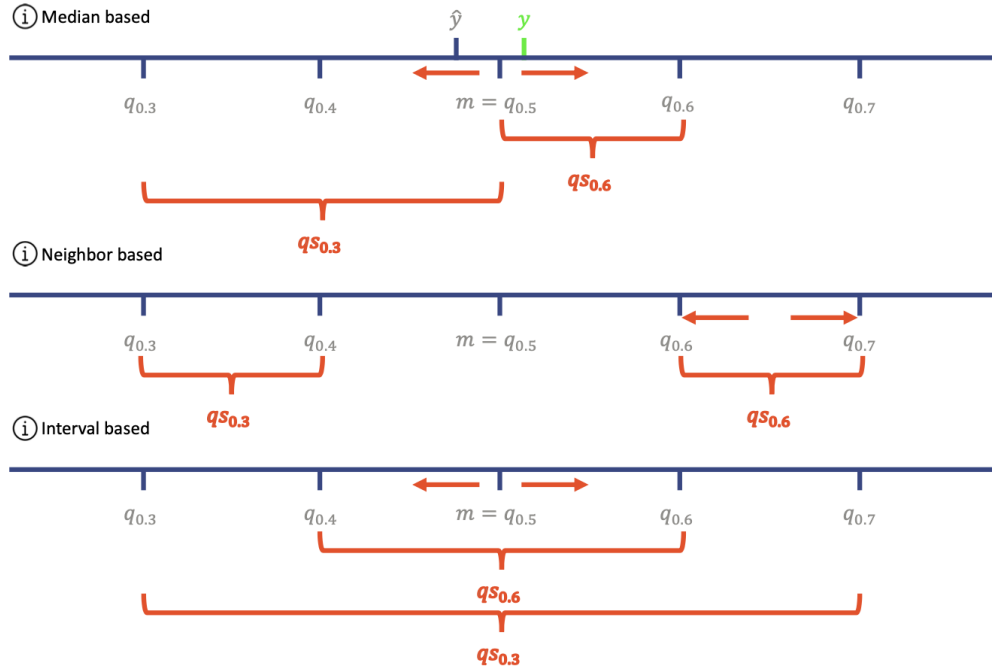 i Median based
ŷ y
q0.3 q0.4 m = q0.5 q0.6 q0.7
qs0.6
qs0.3
i Neighbor based
q0.3 q0.4 m = q0.5 q0.6 q0.7
qs0.3 qs0.6
i Interval based
q0.3 q0.4 m = q0.5 q0.6 q0.7
qs0.6
qs0.3